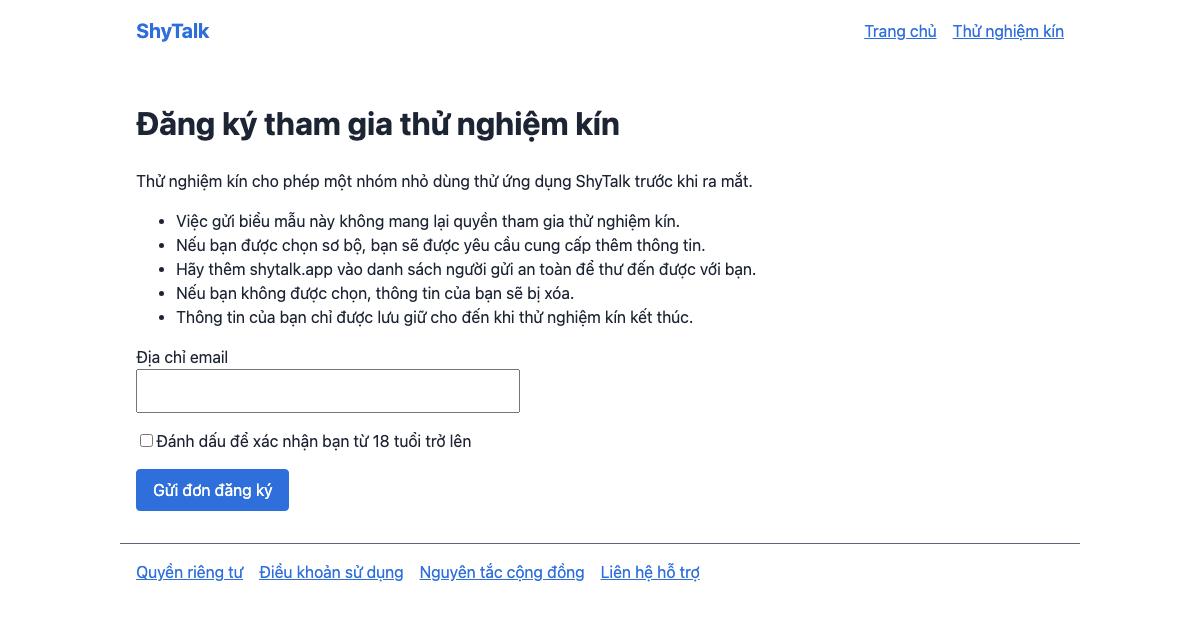 ShyTalk
Trang chủ Thử nghiệm kín
Đăng ký tham gia thử nghiệm kín
Thử nghiệm kín cho phép một nhóm nhỏ dùng thử ứng dụng ShyTalk trước khi ra mắt.
Việc gửi biểu mẫu này không mang lại quyền tham gia thử nghiệm kín.
Nếu bạn được chọn sơ bộ, bạn sẽ được yêu cầu cung cấp thêm thông tin.
Hãy thêm shytalk.app vào danh sách người gửi an toàn để thư đến được với bạn.
Nếu bạn không được chọn, thông tin của bạn sẽ bị xóa.
Thông tin của bạn chỉ được lưu giữ cho đến khi thử nghiệm kín kết thúc.
Địa chỉ email
Đánh dấu để xác nhận bạn từ 18 tuổi trở lên
Gửi đơn đăng ký
Quyền riêng tư Điều khoản sử dụng Nguyên tắc cộng đồng Liên hệ hỗ trợ